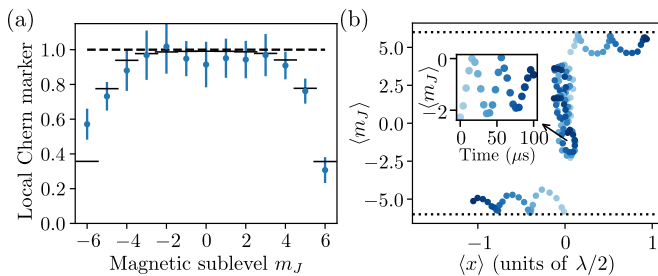 (a)
Local Chern marker
1.0
0.8
0.6
0.4
0.2
0.0
−6 −4 −2 0 2 4 6
Magnetic sublevel m_J
(b)
⟨m_J⟩
5.0
2.5
0.0
−2.5
−5.0
⟨m_J⟩
0
−2
0 50 100
Time (μs)
−1 0 1
⟨x⟩ (units of λ/2)